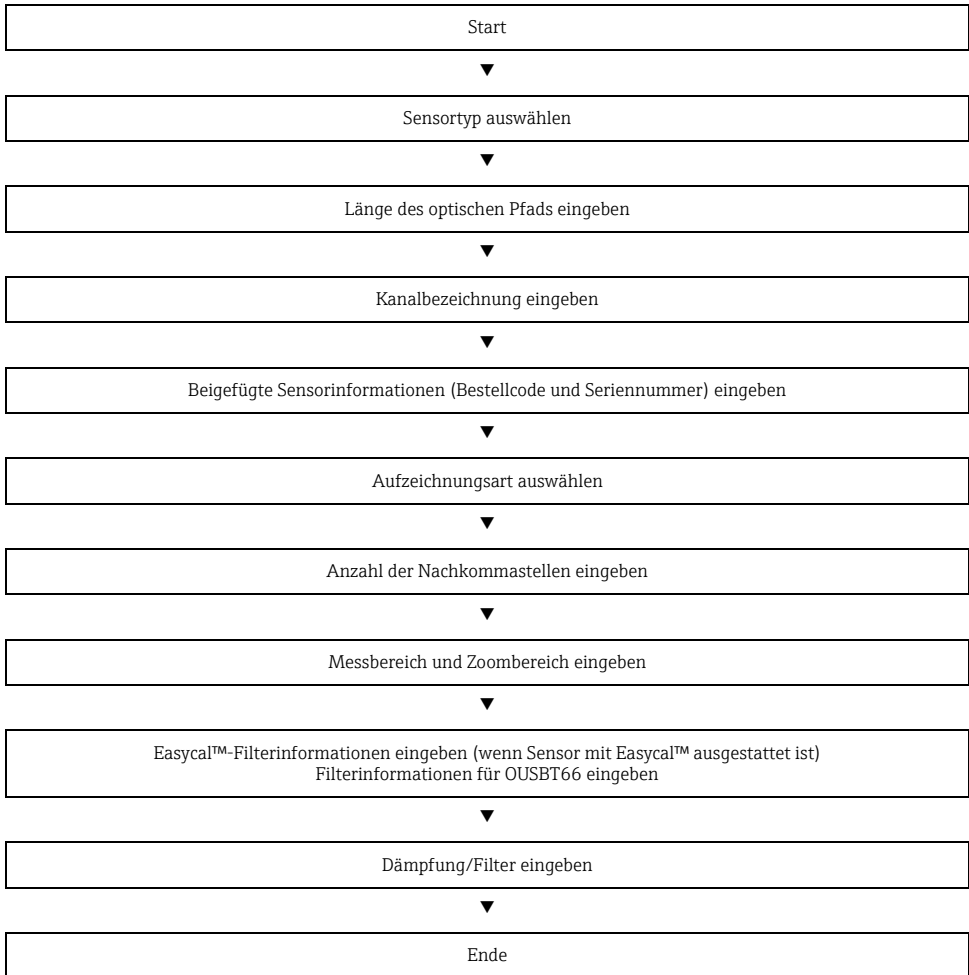 Start
Sensortyp auswählen
Länge des optischen Pfads eingeben
Kanalbezeichnung eingeben
Beigefügte Sensorinformationen (Bestellcode und Seriennummer) eingeben
Aufzeichnungsart auswählen
Anzahl der Nachkommastellen eingeben
Messbereich und Zoombereich eingeben
Easycal™-Filterinformationen eingeben (wenn Sensor mit Easycal™ ausgestattet ist)
Filterinformationen für OUSBT66 eingeben
Dämpfung/Filter eingeben
Ende